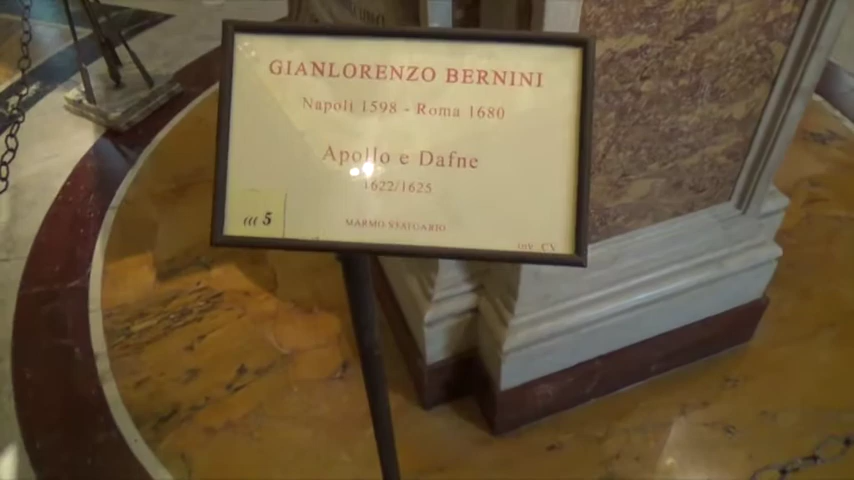 GIANLORENZO BERNINI
Napoli 1598 - Roma 1680
Apollo e Dafne
1622/1625
((( 5
MARMO STATUARIO
inv. CV